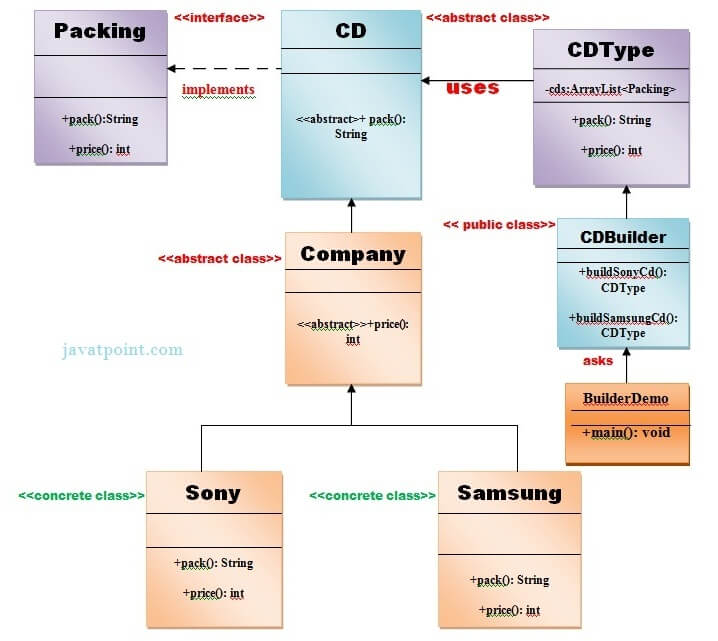 Packing
+pack():String
+price(): int
<<interface>>
implements
CD
<<abstract>+ pack():
String
<<abstract class>>
uses
CDType
-cds:ArrayList<Packing>
+pack(): String
+price(): int
<<abstract class>>
Company
<<abstract>>+price():
int
<< public class>>
CDBuilder
+buildSonyCd():
CDType
+buildSamsungCd():
CDType
asks
BuilderDemo
+main(): void
javatpoint.com
<<concrete class>>
Sony
+pack(): String
+price(): int
<<concrete class>>
Samsung
+pack(): String
+price(): int